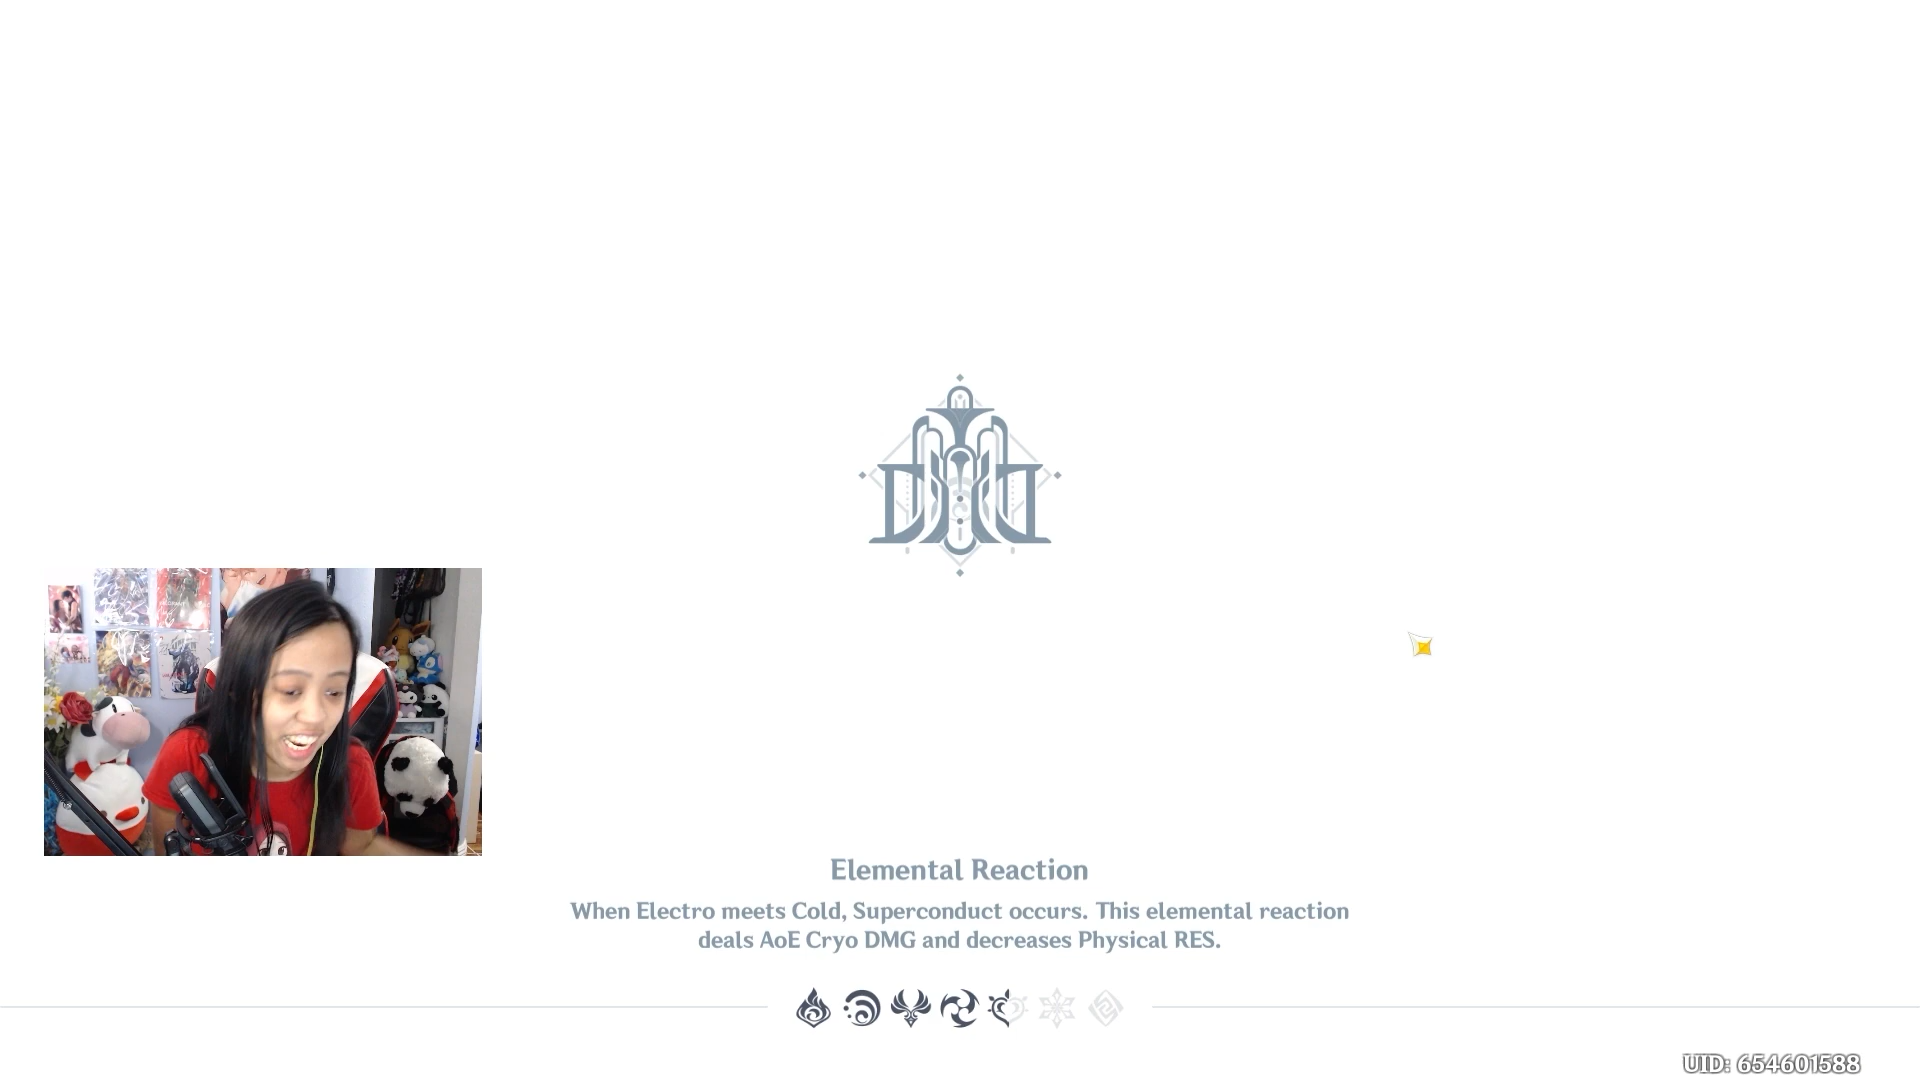 Elemental Reaction
When Electro meets Cold, Superconduct occurs. This elemental reaction
deals AoE Cryo DMG and decreases Physical RES.
UID: 654601588